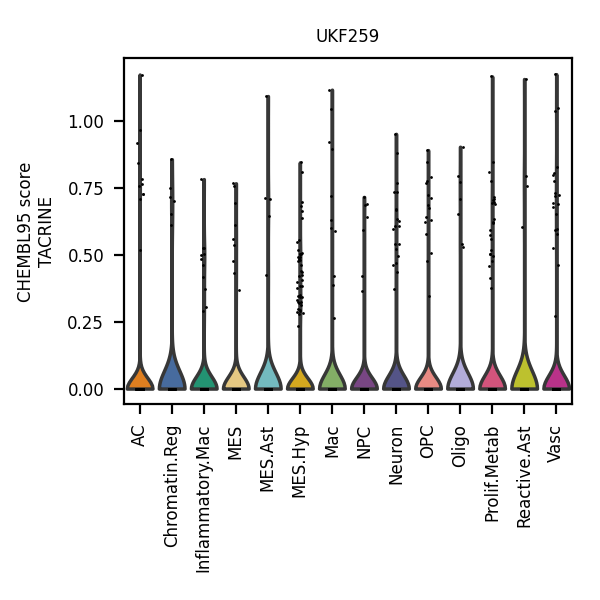 UKF259
CHEMBL95 score
TACRINE
1.00
0.75
0.50
0.25
0.00
AC
Chromatin.Reg
Inflammatory.Mac
MES
MES.Ast
MES.Hyp
Mac
NPC
Neuron
OPC
Oligo
Prolif.Metab
Reactive.Ast
Vasc